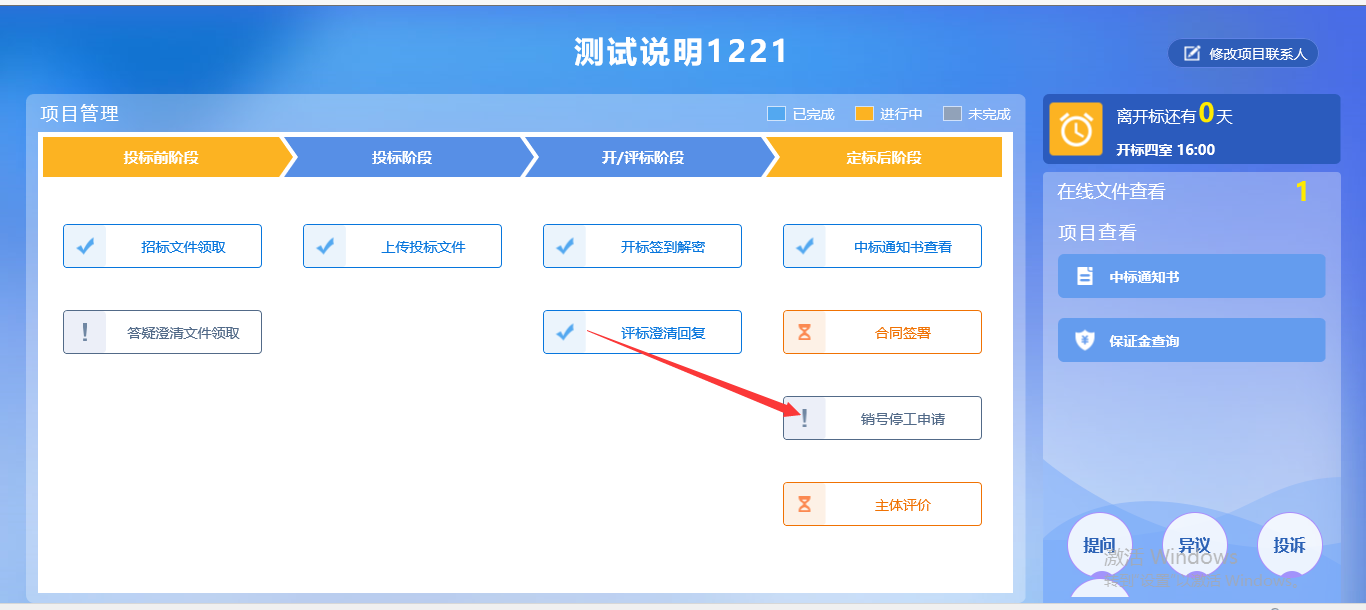 测试说明1221
修改项目联系人
项目管理
已完成 进行中 未完成
投标前阶段 投标阶段 开/评标阶段 定标后阶段
招标文件领取 上传投标文件 开标签到解密 中标通知书查看
! 答疑澄清文件领取 评标澄清回复 合同签署
! 销号停工申请
主体评价
离开标还有0天
开标四室 16:00
在线文件查看 1
项目查看
中标通知书
¥ 保证金查询
提问 异议 投诉
激活 Windows